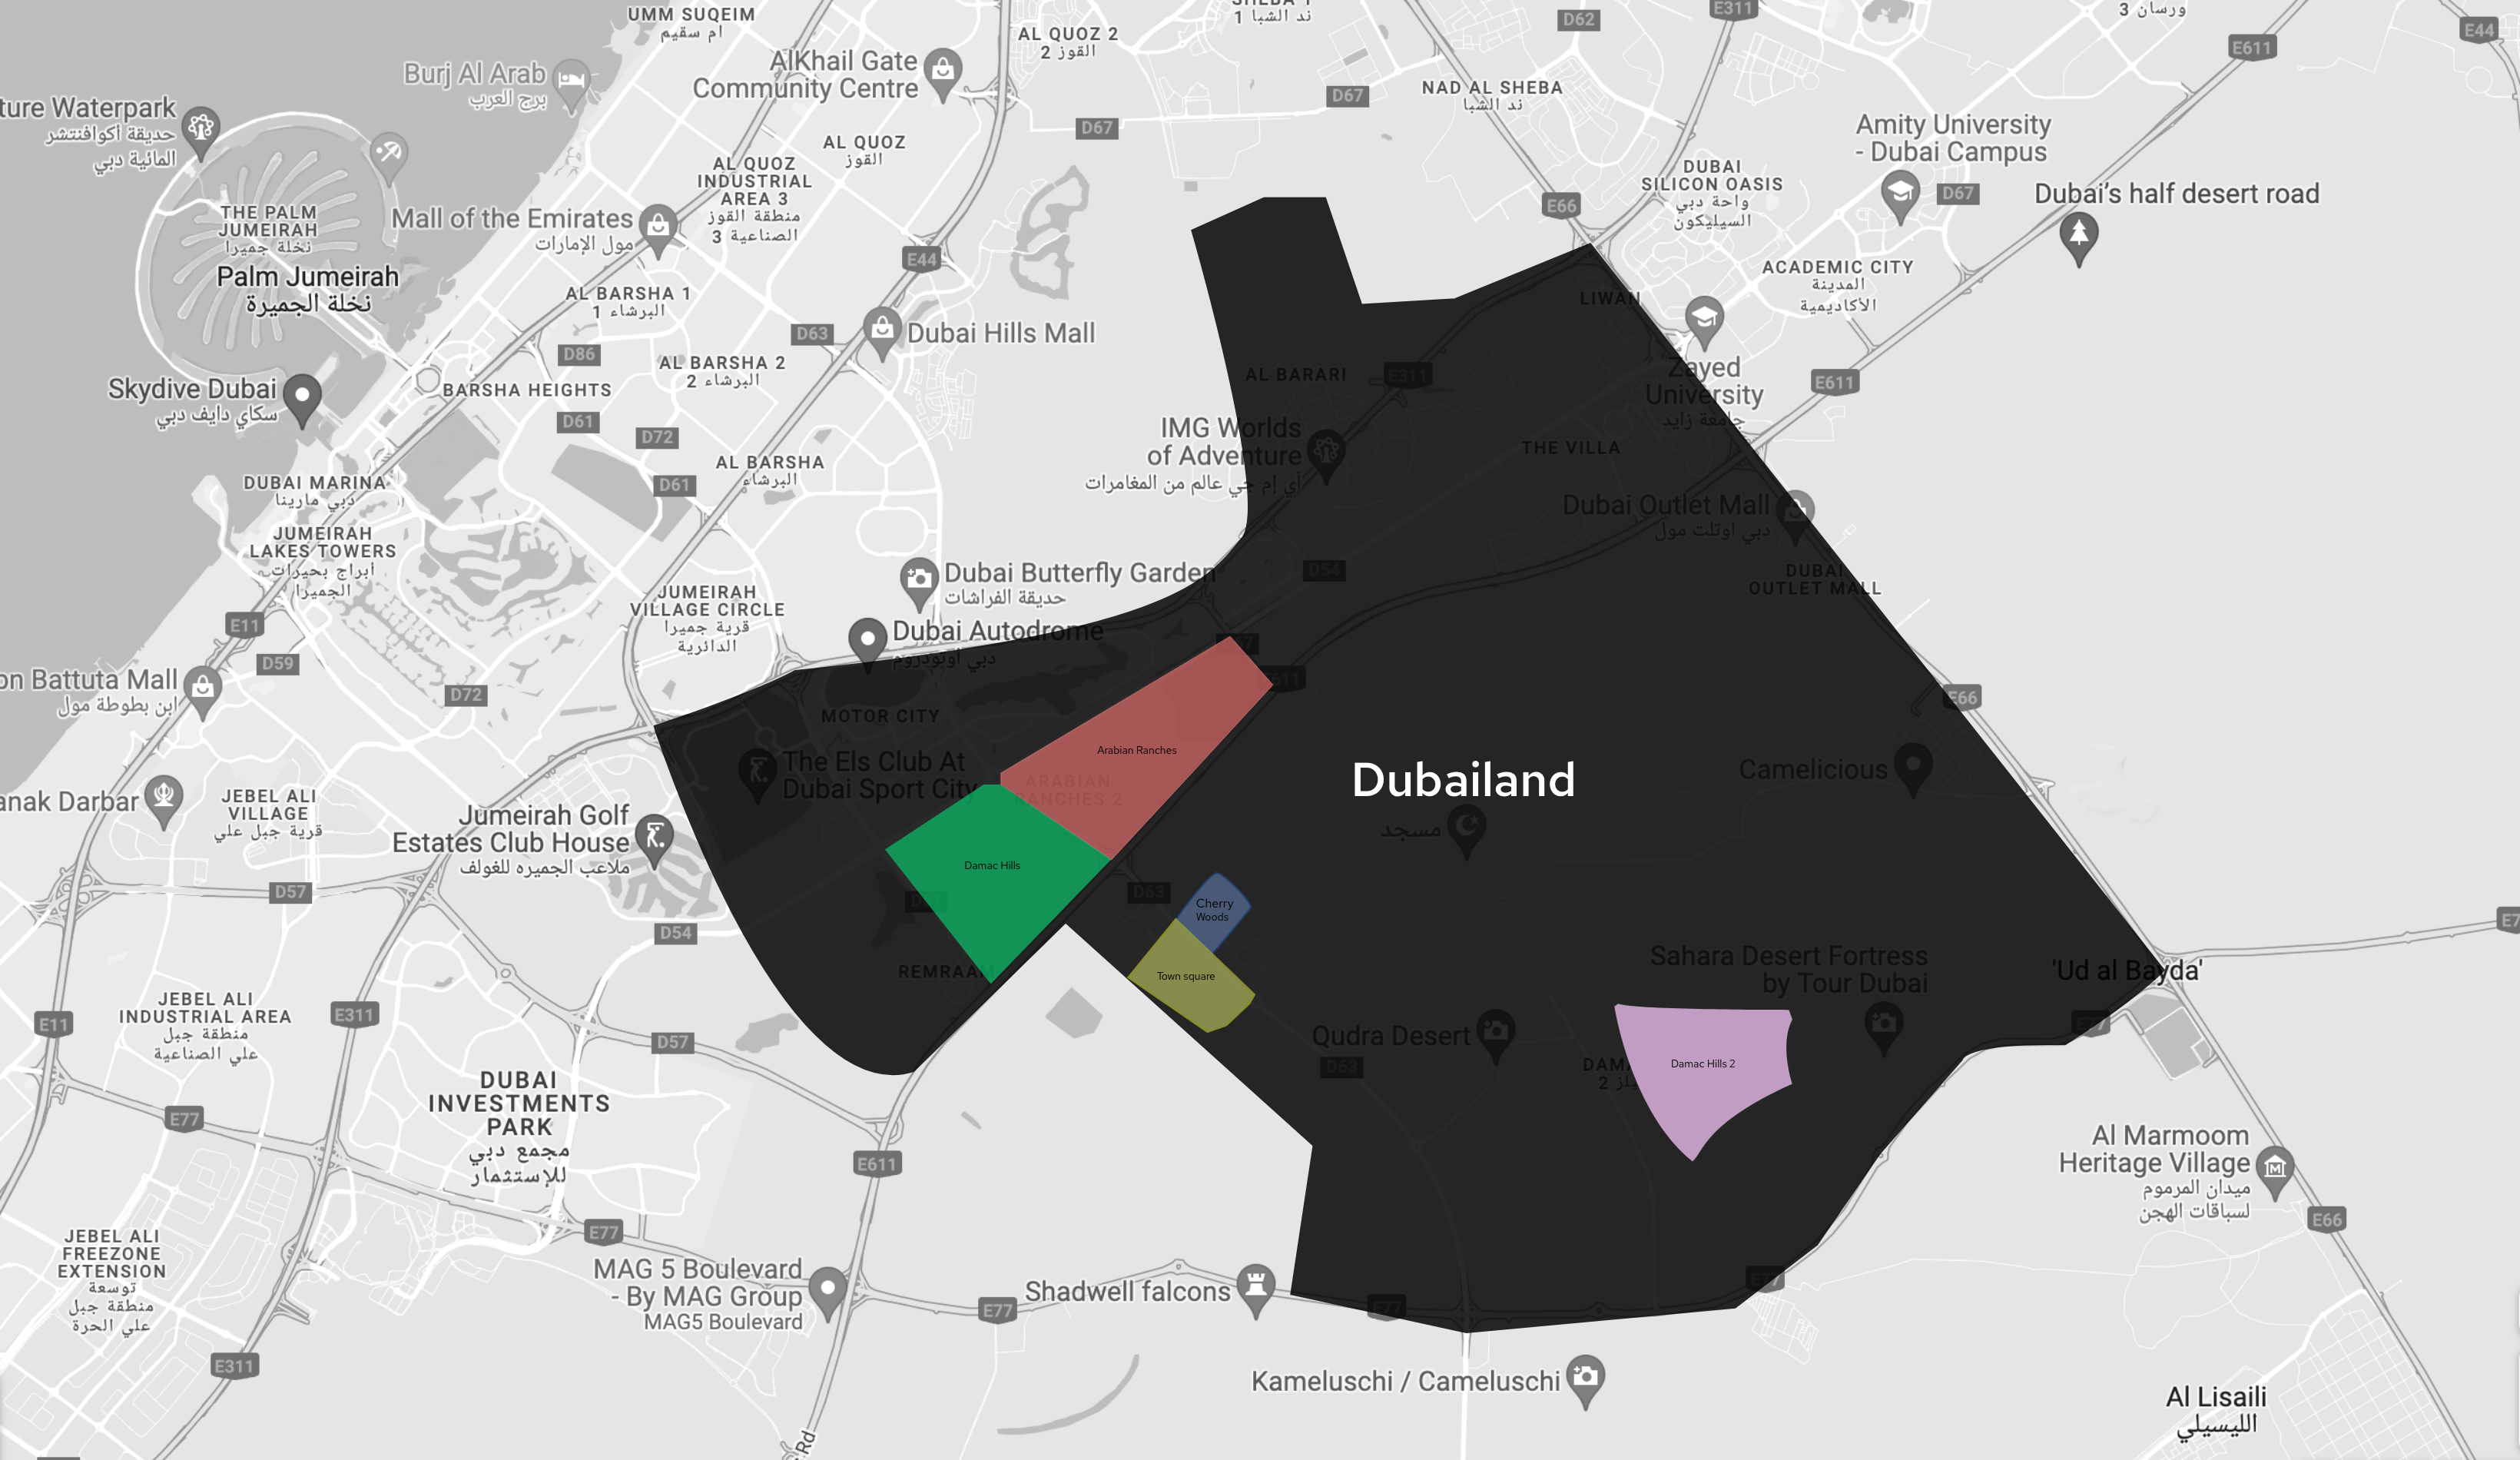 UMM SUQEIM
ام سقيم
SHEBA 1
ند الشبا 1
AL QUOZ 2
القوز 2
D62
E311
ورسان 3
E611
E44
Burj Al Arab
برج العرب
AlKhail Gate
Community Centre
D67
NAD AL SHEBA
ند الشبا
ture Waterpark
حديقة أكوافنتشر
المائية دبي
D67
AL QUOZ
القوز
Amity University
- Dubai Campus
AL QUOZ
INDUSTRIAL
AREA 3
منطقة القوز
الصناعية 3
DUBAI
SILICON OASIS
واحة دبي
السيليكون
D67
Dubai's half desert road
THE PALM
JUMEIRAH
نخلة جميرا
Palm Jumeirah
نخلة الجميرة
Mall of the Emirates
مول الإمارات
E66
E44
ACADEMIC CITY
المدينة
الأكاديمية
AL BARSHA 1
البرشاء 1
LIWAN
D63
Dubai Hills Mall
D86
AL BARSHA 2
البرشاء 2
AL BARARI
E311
Zayed
University
جامعة زايد
E611
Skydive Dubai
سكاي دايف دبي
BARSHA HEIGHTS
D61
D72
IMG Worlds
of Adventure
آي إم جي عالم من المغامرات
THE VILLA
AL BARSHA
البرشاء
D61
DUBAI MARINA
دبي مارينا
Dubai Outlet Mall
دبي اوتلت مول
JUMEIRAH
LAKES TOWERS
أبراج بحيرات
الجميرا
Dubai Butterfly Garden
حديقة الفراشات
D54
DUBAI
OUTLET MALL
JUMEIRAH
VILLAGE CIRCLE
قرية جميرا
الدائرية
E11
Dubai Autodrome
دبي اوتودروم
D59
on Battuta Mall
ابن بطوطة مول
D72
611
E66
MOTOR CITY
Arabian Ranches
The Els Club At
Dubai Sport City
ARABIAN
RANCHES 2
Dubailand
Camelicious
مسجد
anak Darbar
JEBEL ALI
VILLAGE
قرية جبل علي
Jumeirah Golf
Estates Club House
ملاعب الجميره للغولف
Damac Hills
D57
D63
Cherry
Woods
D54
E7
REMRAAM
Town square
Sahara Desert Fortress
by Tour Dubai
'Ud al Bayda'
JEBEL ALI
INDUSTRIAL AREA
منطقة جبل
علي الصناعية
E11
E311
D57
Qudra Desert
D63
E77
DAMA
Damac Hills 2
DUBAI
INVESTMENTS
PARK
مجمع دبي
للإستثمار
E77
E611
Al Marmoom
Heritage Village
ميدان المرموم
لسباقات الهجن
E66
JEBEL ALI
FREEZONE
EXTENSION
توسعة
منطقة جبل
علي الحرة
E77
MAG 5 Boulevard
- By MAG Group
MAG5 Boulevard
E77
Shadwell falcons
E77
E77
E311
Kameluschi / Cameluschi
Al Lisaili
الليسيلي
Rd